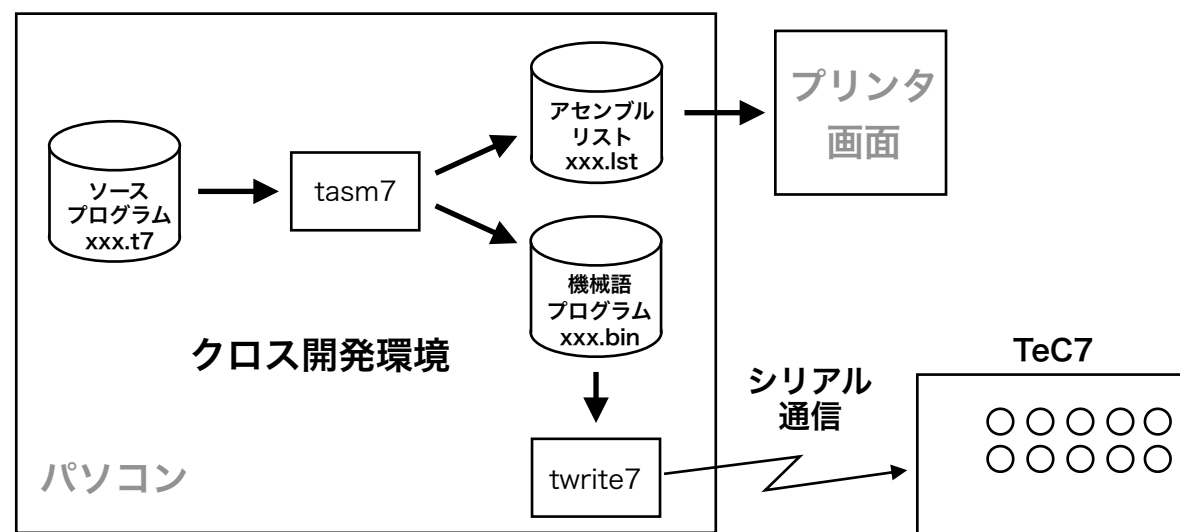 ソース
プログラム
xxx.t7
tasm7
アセンブル
リスト
xxx.lst
プリンタ
画面
機械語
プログラム
xxx.bin
クロス開発環境
パソコン
twrite7
シリアル
通信
TeC7